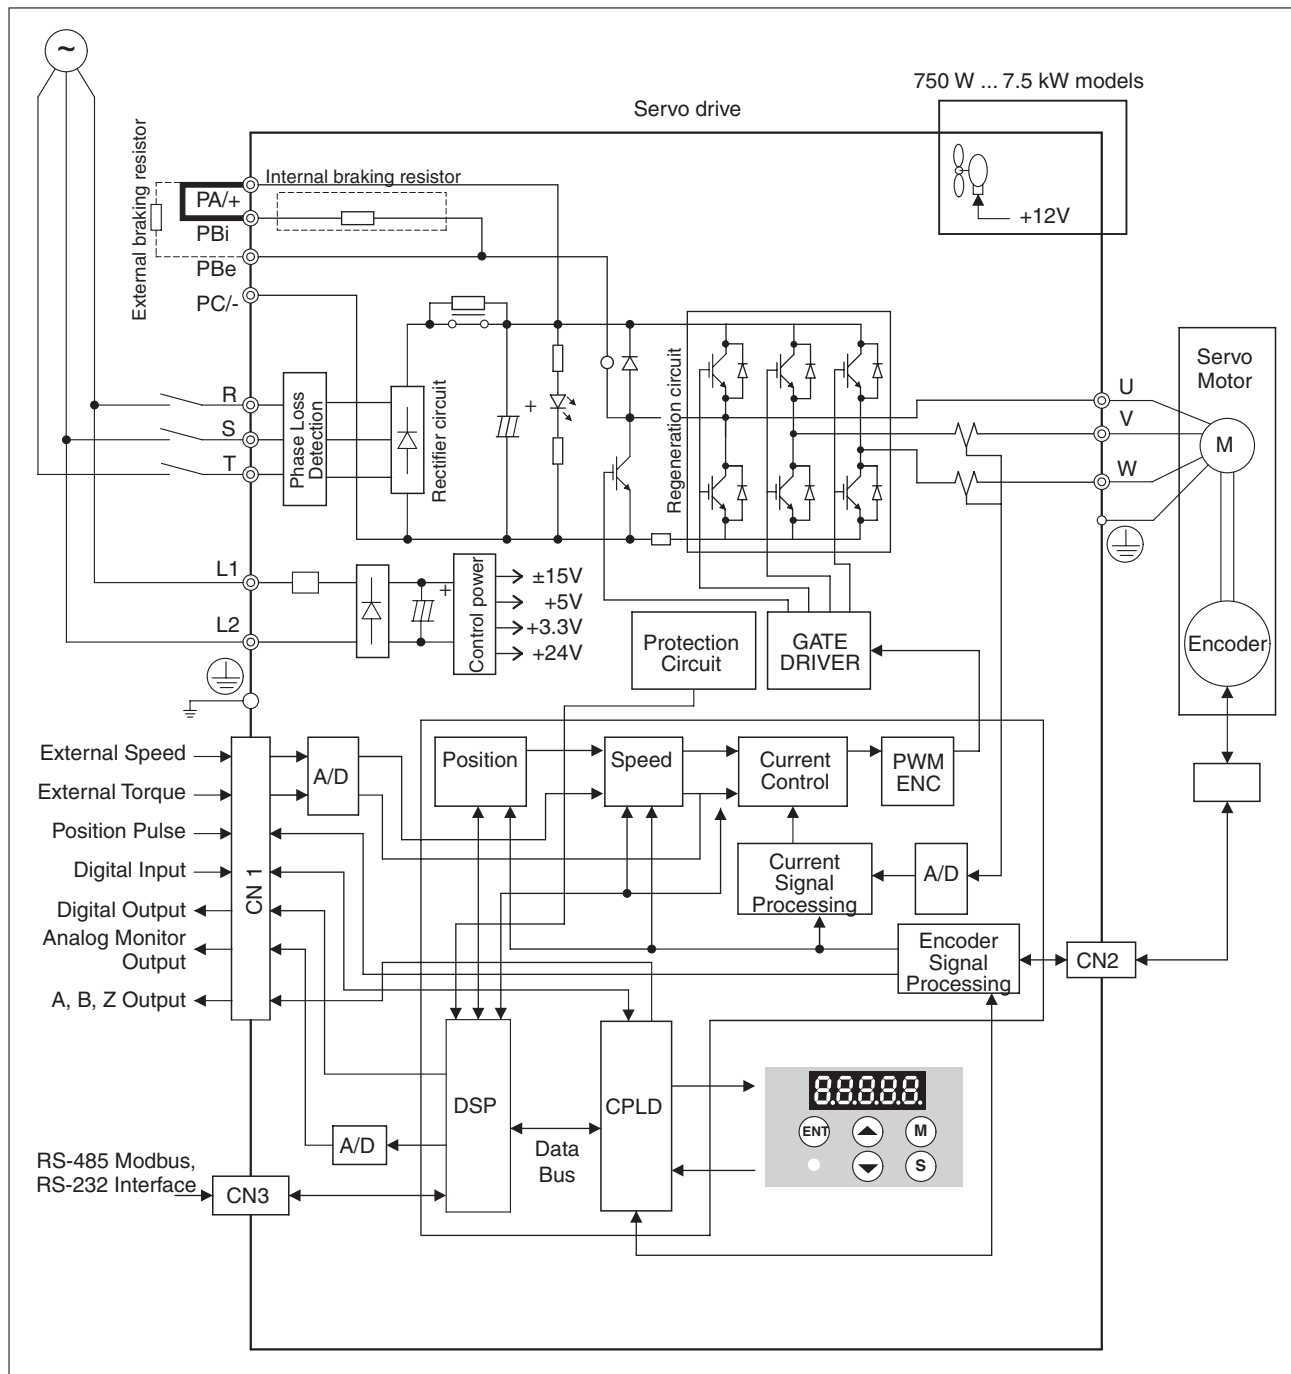 ~
750 W ... 7.5 kW models
Servo drive
+12V
External braking resistor
Internal braking resistor
PA/+
PBi
PBe
PC/-
R
S
T
Phase Loss
Detection
Rectifier circuit
+
Regeneration circuit
U
V
W
Servo
Motor
M
Encoder
L1
L2
+
Control power
±15V
+5V
+3.3V
+24V
Protection
Circuit
GATE
DRIVER
External Speed
External Torque
Position Pulse
Digital Input
Digital Output
Analog Monitor
Output
A, B, Z Output
CN 1
A/D
Position
Speed
Current
Control
PWM
ENC
Current
Signal
Processing
A/D
Encoder
Signal
Processing
CN2
DSP
CPLD
Data
Bus
A/D
8.8.8.8.8.
ENT
M
S
RS-485 Modbus,
RS-232 Interface
CN3